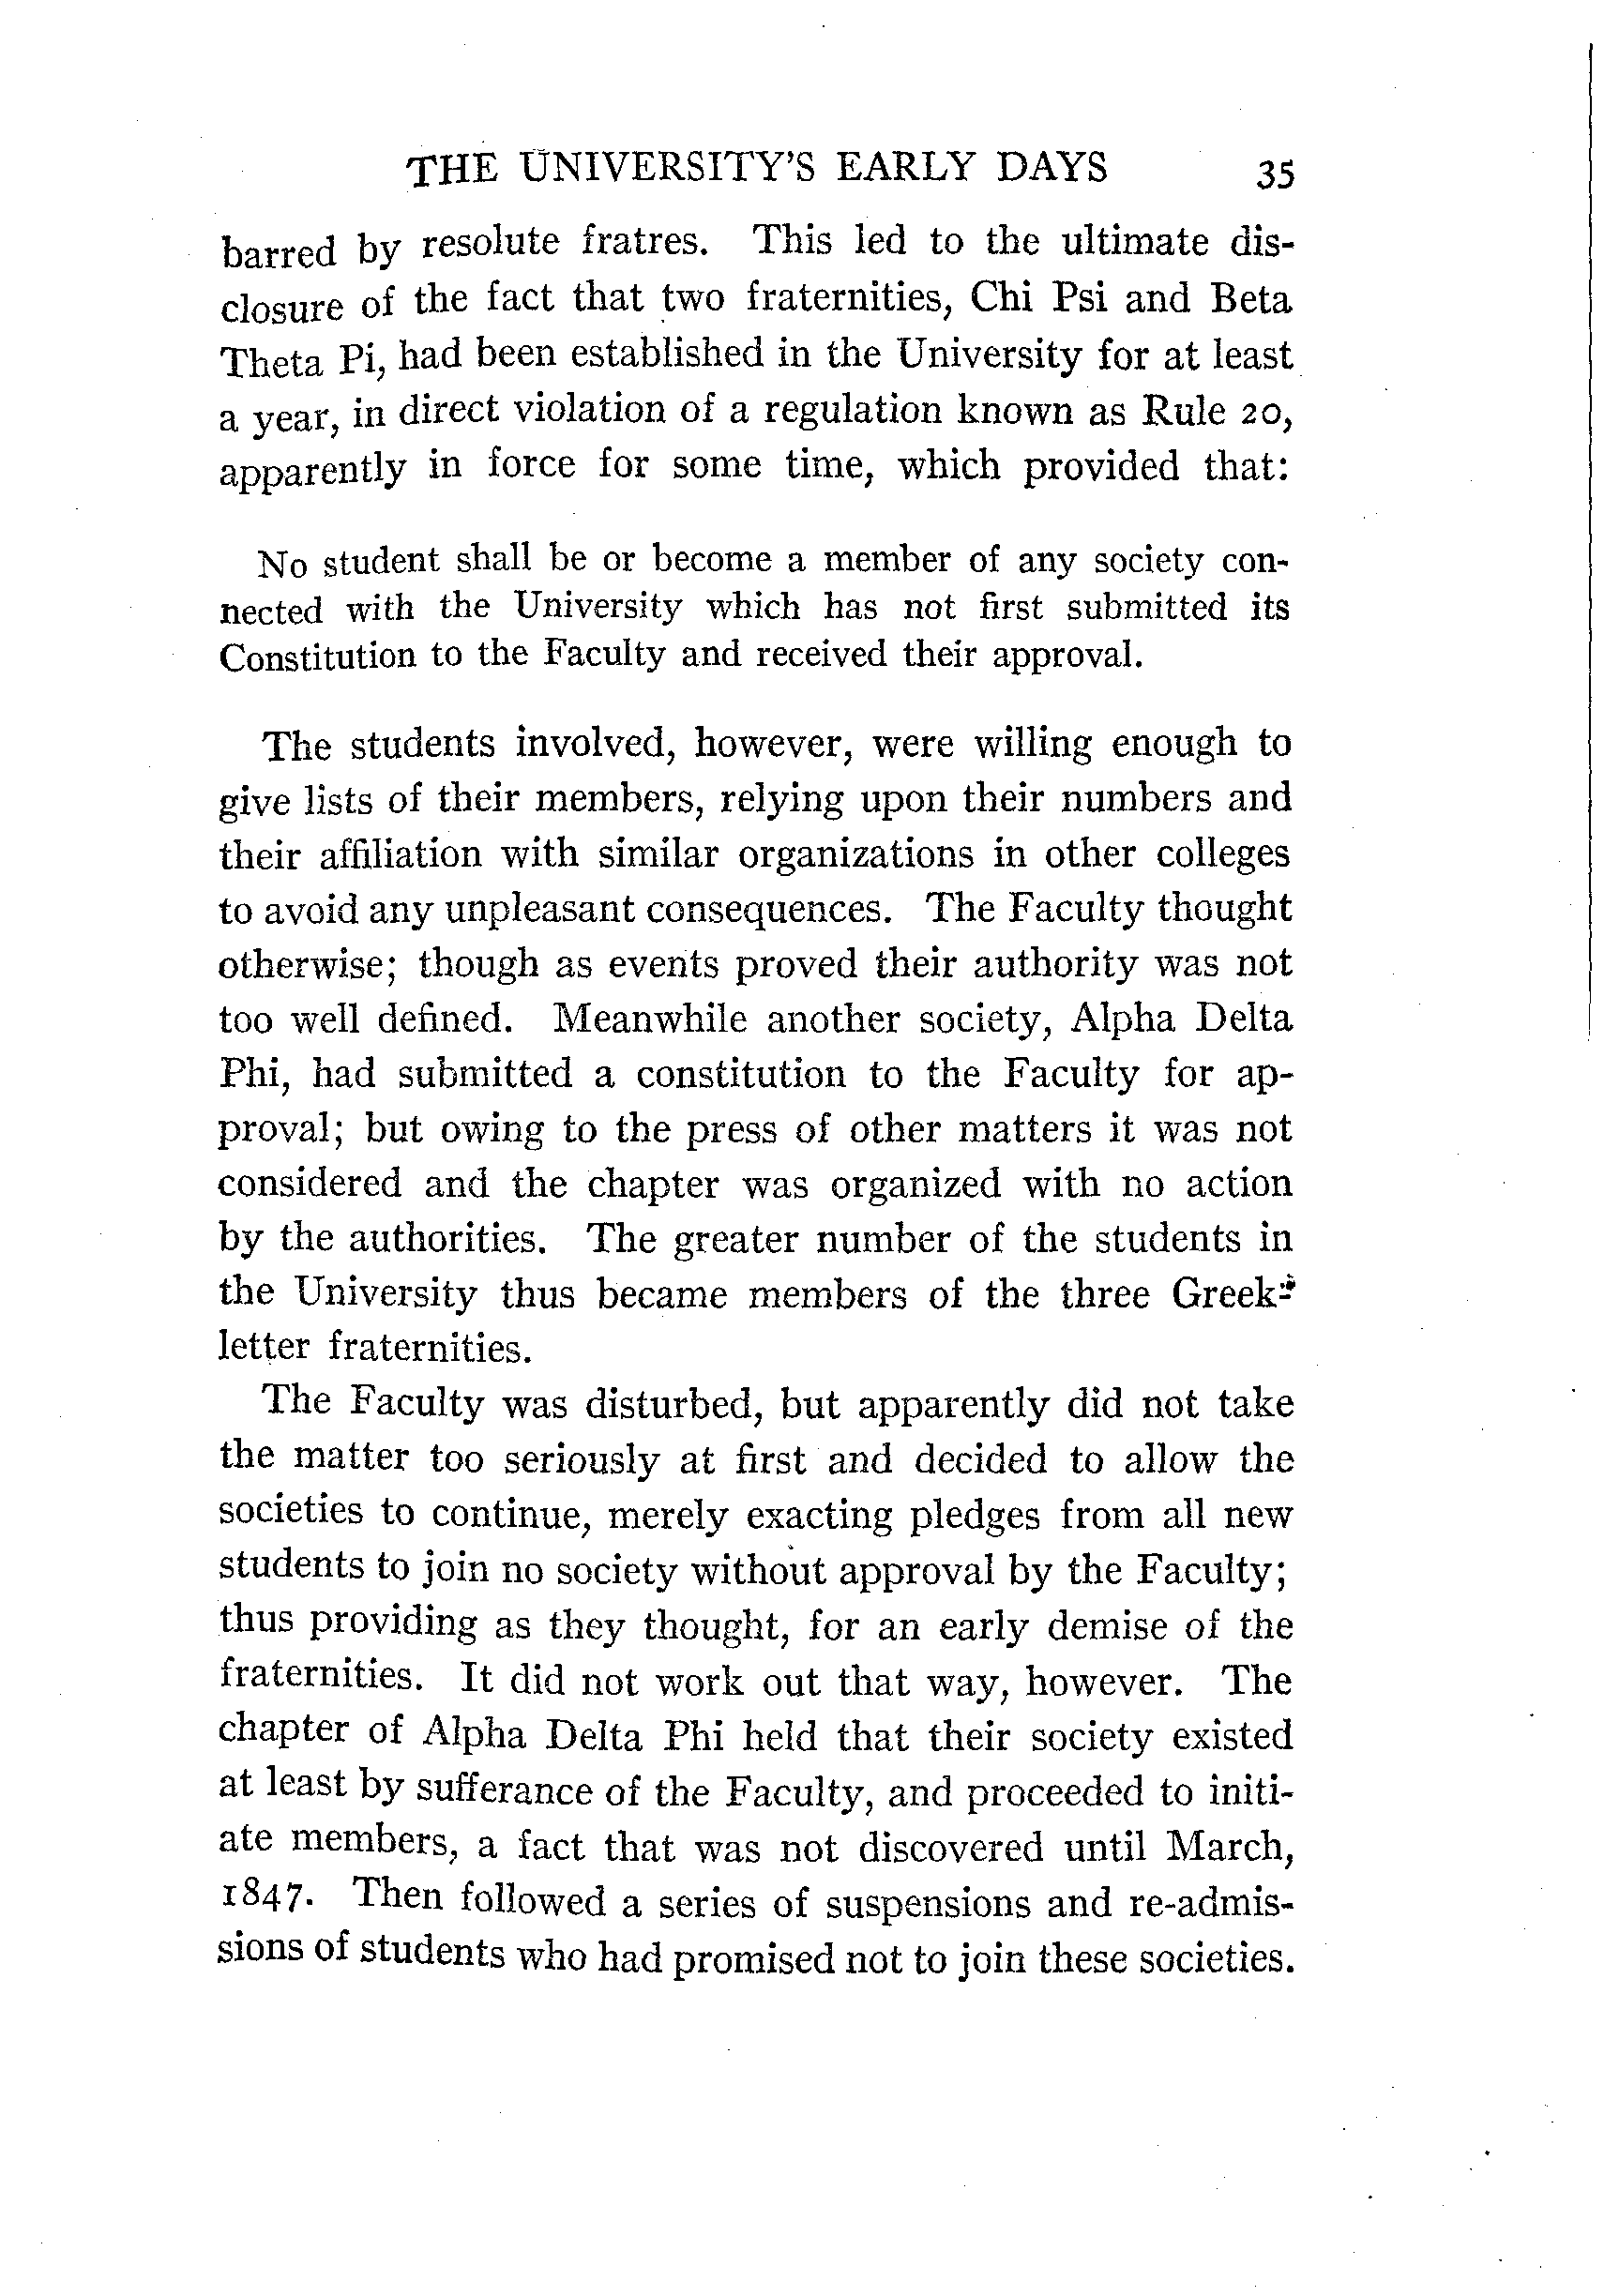 THE UNIVERSITY'S EARLY DAYS 35
barred by resolute fratres. This led to the ultimate dis-
closure of the fact that two fraternities, Chi Psi and Beta
Theta Pi, had been established in the University for at least
a year, in direct violation of a regulation known as Rule 20,
apparently in force for some time, which provided that:
No student shall be or become a member of any society con-
nected with the University which has not first submitted its
Constitution to the Faculty and received their approval.
The students involved, however, were willing enough to
give lists of their members, relying upon their numbers and
their affiliation with similar organizations in other colleges
to avoid any unpleasant consequences. The Faculty thought
otherwise; though as events proved their authority was not
too well defined. Meanwhile another society, Alpha Delta
Phi, had submitted a constitution to the Faculty for ap-
proval; but owing to the press of other matters it was not
considered and the chapter was organized with no action
by the authorities. The greater number of the students in
the University thus became members of the three Greek-
letter fraternities.
The Faculty was disturbed, but apparently did not take
the matter too seriously at first and decided to allow the
societies to continue, merely exacting pledges from all new
students to join no society without approval by the Faculty;
thus providing as they thought, for an early demise of the
fraternities. It did not work out that way, however. The
chapter of Alpha Delta Phi held that their society existed
at least by sufferance of the Faculty, and proceeded to initi-
ate members, a fact that was not discovered until March,
1847. Then followed a series of suspensions and re-admis-
sions of students who had promised not to join these societies.